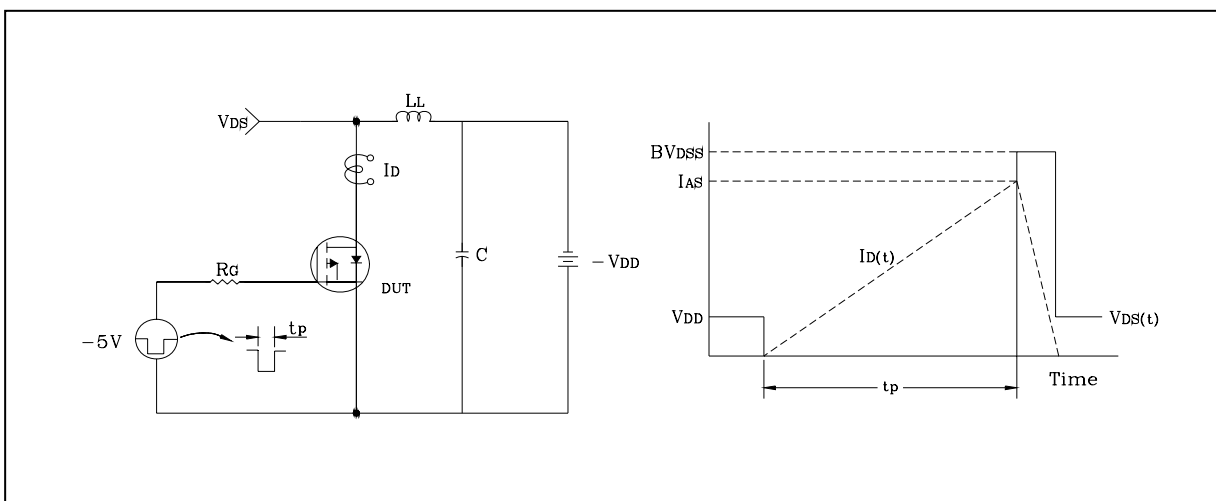 VDS
LL
ID
RG
DUT
C
−VDD
−5V
tp
BVDSS
IAS
ID(t)
VDD
VDS(t)
tp
Time